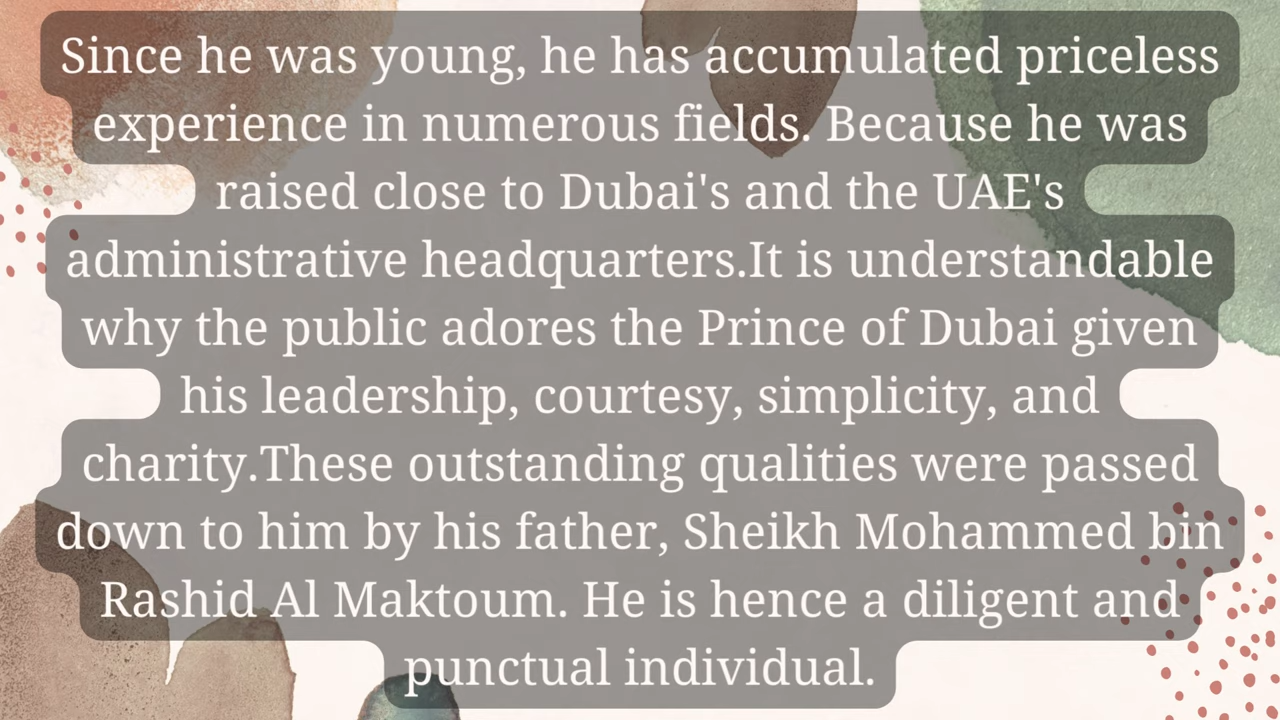 Since he was young, he has accumulated priceless
experience in numerous fields. Because he was
raised close to Dubai's and the UAE's
administrative headquarters.It is understandable
why the public adores the Prince of Dubai given
his leadership, courtesy, simplicity, and
charity.These outstanding qualities were passed
down to him by his father, Sheikh Mohammed bin
Rashid Al Maktoum. He is hence a diligent and
punctual individual.